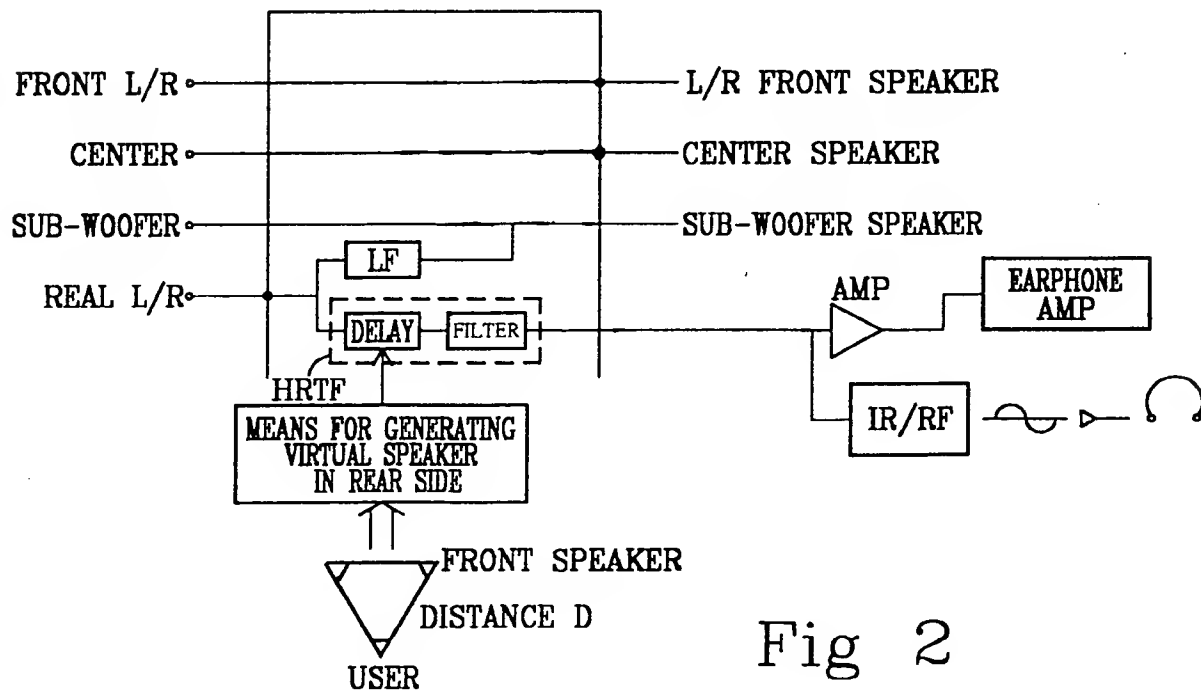 FRONT L/R
L/R FRONT SPEAKER
CENTER
CENTER SPEAKER
SUB-WOOFER
SUB-WOOFER SPEAKER
LF
REAL L/R
AMP
EARPHONE
AMP
DELAY
FILTER
HRTF
IR/RF
MEANS FOR GENERATING
VIRTUAL SPEAKER
IN REAR SIDE
FRONT SPEAKER
DISTANCE D
USER
Fig 2